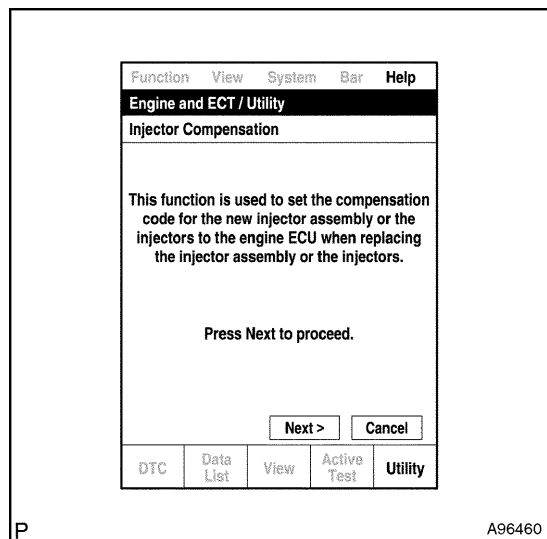 Function View System Bar Help
Engine and ECT / Utility
Injector Compensation
This function is used to set the compensation
code for the new injector assembly or the
injectors to the engine ECU when replacing
the injector assembly or the injectors.
Press Next to proceed.
Next > Cancel
DTC Data List View Active Test Utility
P A96460